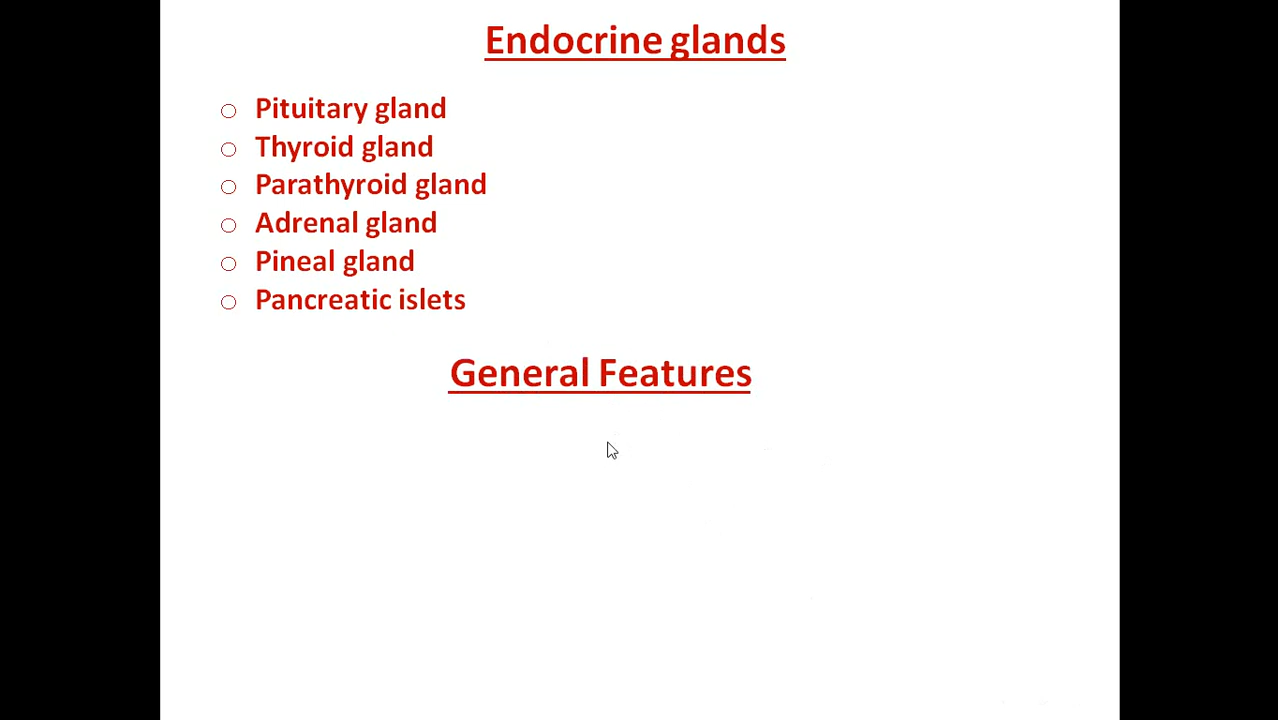 Endocrine glands
○ Pituitary gland
○ Thyroid gland
○ Parathyroid gland
○ Adrenal gland
○ Pineal gland
○ Pancreatic islets
General Features